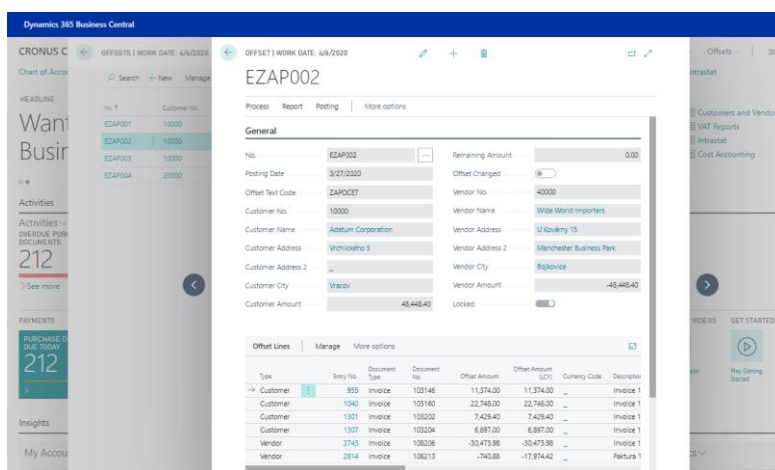 Dynamics 365 Business Central
CRONUS C
Chart of Accou
HEADLINE
Want
Busin
Activities
Activities
OVERDUE PUR
DOCUMENTS
212
>See more
PAYMENTS
PURCHASE D
DUE TODAY
212
Insights
My Accou
OFFSETS | WORK DATE: 4/6/2020
Search + New Manage
No. ↑ Customer No.
EZAP001 10000
EZAP002 10000
EZAP003 10000
EZAP004 20000
OFFSET | WORK DATE: 4/6/2020
EZAP002
Process Report Posting | More options
General
No. EZAP002 Remaining Amount 0.00
Posting Date 3/27/2020 Offset Changed
Offset Text Code ZAPOCET Vendor No. 40000
Customer No. 10000 Vendor Name Wide World Importers
Customer Name Adatum Corporation Vendor Address U Kovárny 15
Customer Address Vrchlického 5 Vendor Address 2 Manchester Business Park
Customer Address 2 _ Vendor City Bojkovice
Customer City Vracov Vendor Amount -48,448.40
Customer Amount 48,448.40 Locked
Offset Lines | Manage More options
Type Entry No. Document Type Document No. Offset Amount Offset Amount (LCY) Currency Code Description
→ Customer 955 Invoice 103146 11,374.00 11,374.00 _ Invoice 1
Customer 1040 Invoice 103160 22,748.00 22,748.00 _ Invoice 1
Customer 1301 Invoice 103202 7,429.40 7,429.40 _ Invoice 1
Customer 1307 Invoice 103204 6,897.00 6,897.00 _ Invoice 1
Vendor 2743 Invoice 108206 -30,473.98 -30,473.98 _ Invoice 1
Vendor 2814 Invoice 108213 -740.88 -17,974.42 _ Faktura 1
Offsets
ntrastat
Customers and Vendo
VAT Reports
Intrastat
Cost Accounting
VIDEOS GET STARTED
Play Getting
Started